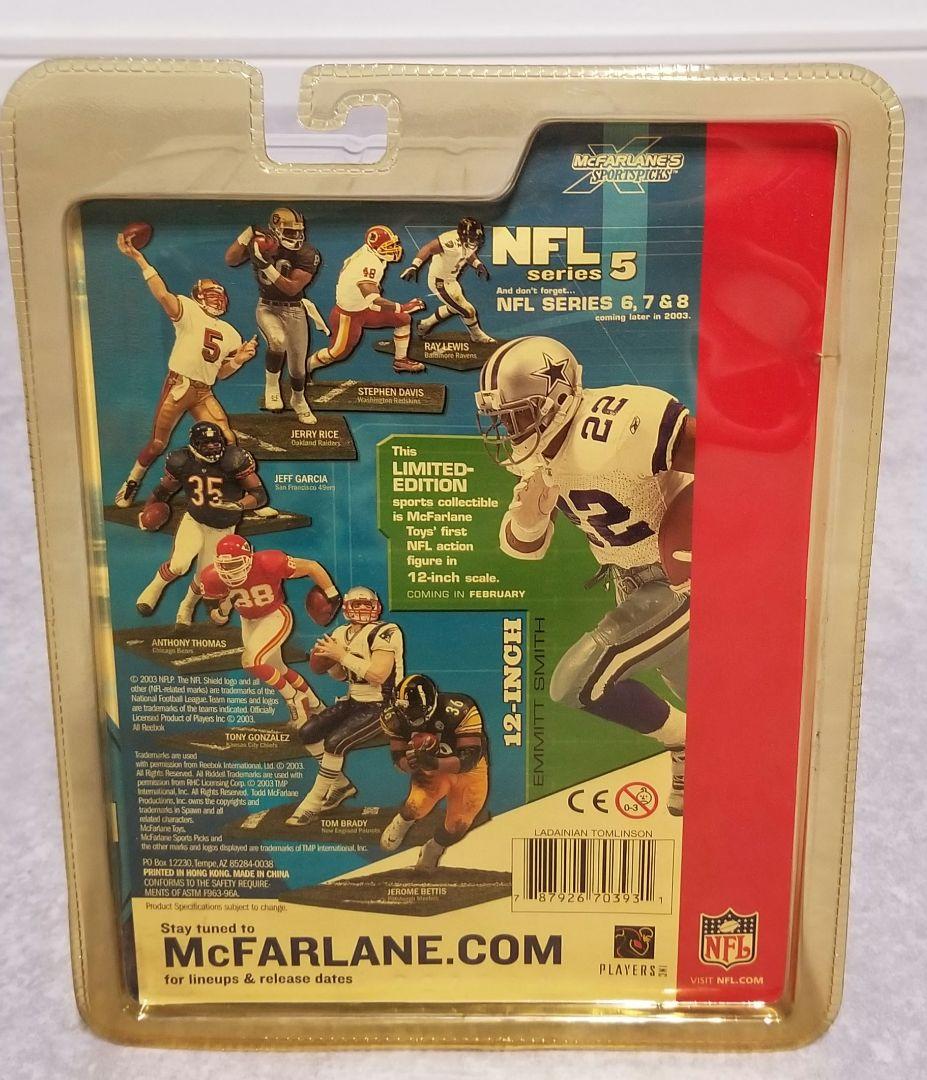 McFARLANE'S
SPORTSPICKS™
NFL
series 5
And don't forget...
NFL SERIES 6, 7 & 8
coming later in 2003.
RAY LEWIS
Baltimore Ravens
STEPHEN DAVIS
Washington Redskins
JERRY RICE
Oakland Raiders
JEFF GARCIA
San Francisco 49ers
5
48
35
88
36
22
22
This
LIMITED-
EDITION
sports collectible
is McFarlane
Toys' first
NFL action
figure in
12-inch scale.
COMING IN FEBRUARY
12-INCH
EMMITT SMITH
ANTHONY THOMAS
Chicago Bears
TONY GONZALEZ
Kansas City Chiefs
TOM BRADY
New England Patriots
JEROME BETTIS
Pittsburgh Steelers
© 2003 NFLP. The NFL Shield logo and all
other (NFL-related marks) are trademarks of the
National Football League. Team names and logos
are trademarks of the teams indicated. Officially
Licensed Product of Players Inc © 2003.
All Reebok
Trademarks are used
with permission from Reebok International, Ltd. © 2003.
All Rights Reserved. All Riddell Trademarks are used with
permission from RHC Licensing Corp. © 2003 TMP
International, Inc. All Rights Reserved. Todd McFarlane
Productions, Inc. owns the copyrights and
trademarks in Spawn and all
related characters.
McFarlane Toys,
McFarlane Sports Picks and
the other marks and logos displayed are trademarks of TMP International, Inc.
PO Box 12230, Tempe, AZ 85284-0038
PRINTED IN HONG KONG. MADE IN CHINA
CONFORMS TO THE SAFETY REQUIRE-
MENTS OF ASTM F963-96A.
Product Specifications subject to change.
CE
0-3
LADAINIAN TOMLINSON
7 87926 70393 1
Stay tuned to
McFARLANE.COM
for lineups & release dates
PLAYERS INC
NFL
VISIT NFL.COM